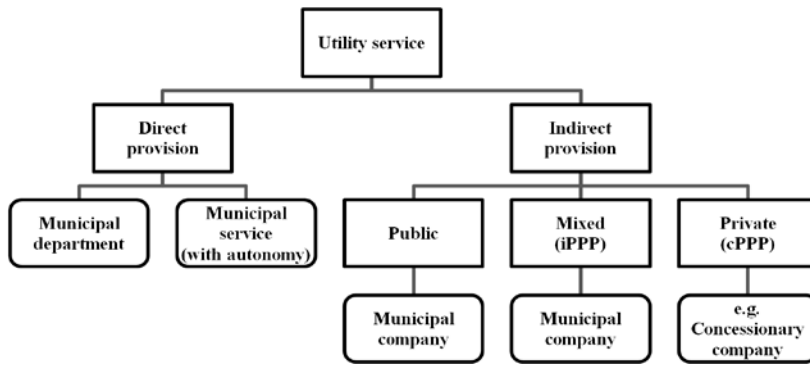 Utility service
Direct
provision
Indirect
provision
Municipal
department
Municipal
service
(with autonomy)
Public
Mixed
(iPPP)
Private
(cPPP)
Municipal
company
Municipal
company
e.g.
Concessionary
company